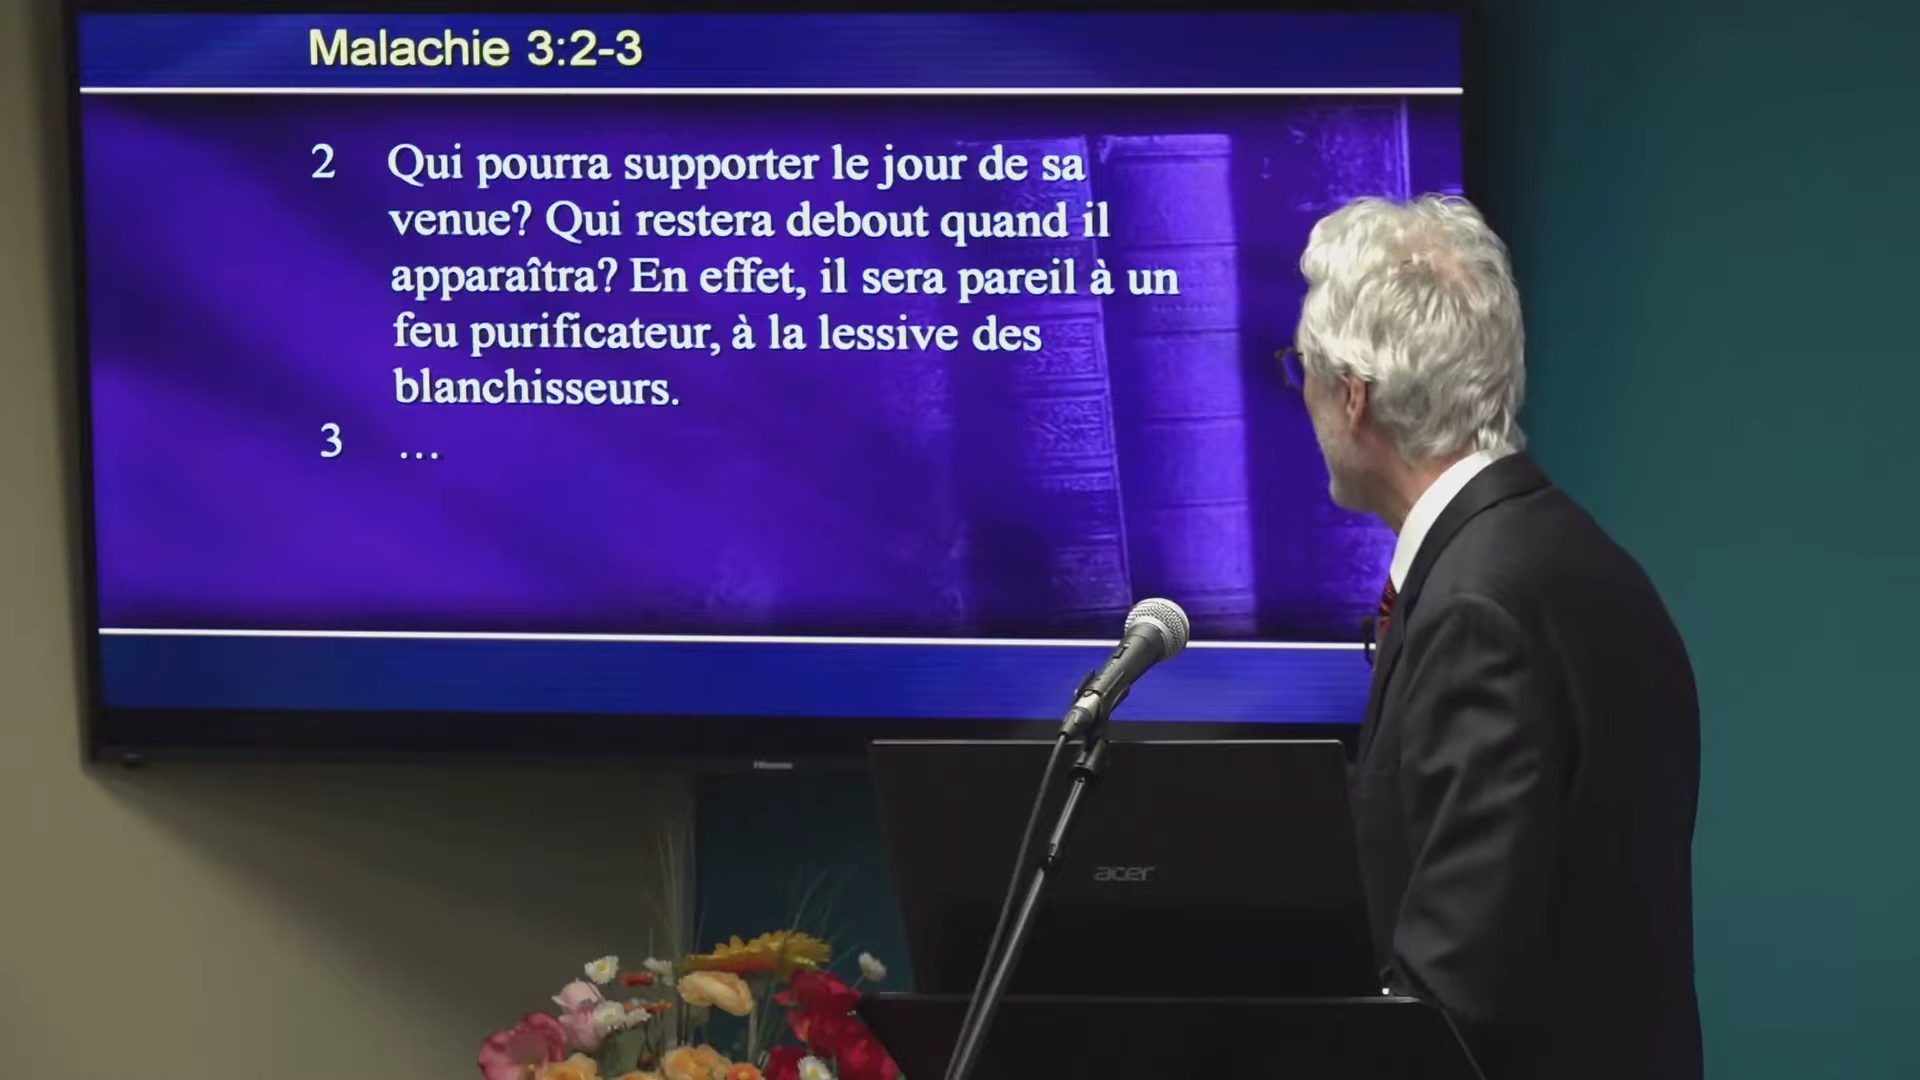 Malachie 3:2-3
2 Qui pourra supporter le jour de sa
venue? Qui restera debout quand il
apparaîtra? En effet, il sera pareil à un
feu purificateur, à la lessive des
blanchisseurs.
3 …
Hisense
acer